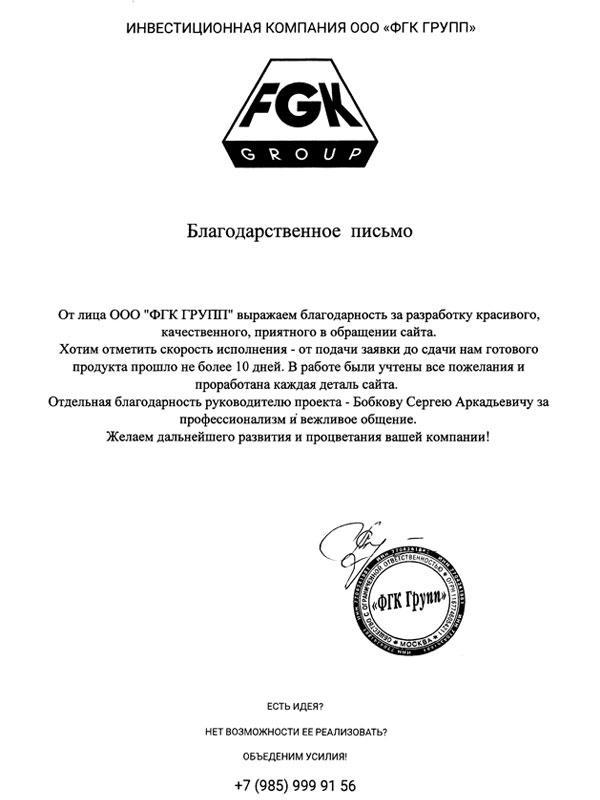 ИНВЕСТИЦИОННАЯ КОМПАНИЯ ООО «ФГК ГРУПП»
FGK
GROUP
Благодарственное письмо
От лица ООО "ФГК ГРУПП" выражаем благодарность за разработку красивого,
качественного, приятного в обращении сайта.
Хотим отметить скорость исполнения - от подачи заявки до сдачи нам готового
продукта прошло не более 10 дней. В работе были учтены все пожелания и
проработана каждая деталь сайта.
Отдельная благодарность руководителю проекта - Бобкову Сергею Аркадьевичу за
профессионализм и вежливое общение.
Желаем дальнейшего развития и процветания вашей компании!
ОБЩЕСТВО С ОГРАНИЧЕННОЙ ОТВЕТСТВЕННОСТЬЮ
«ФГК Групп»
МОСКВА
ЕСТЬ ИДЕЯ?
НЕТ ВОЗМОЖНОСТИ ЕЕ РЕАЛИЗОВАТЬ?
ОБЪЕДЕНИМ УСИЛИЯ!
+7 (985) 999 91 56